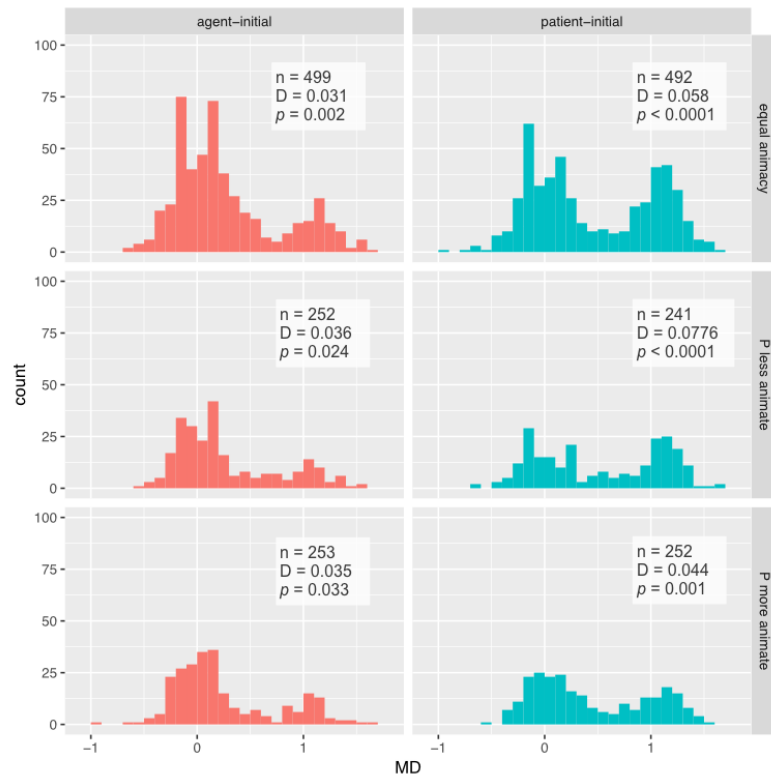 agent−initial
patient−initial
100
75
50
25
0
n = 499
D = 0.031
p = 0.002
n = 492
D = 0.058
p < 0.0001
equal animacy
100
75
50
25
0
n = 252
D = 0.036
p = 0.024
n = 241
D = 0.0776
p < 0.0001
P less animate
count
100
75
50
25
0
n = 253
D = 0.035
p = 0.033
n = 252
D = 0.044
p = 0.001
P more animate
−1 0 1
−1 0 1
MD